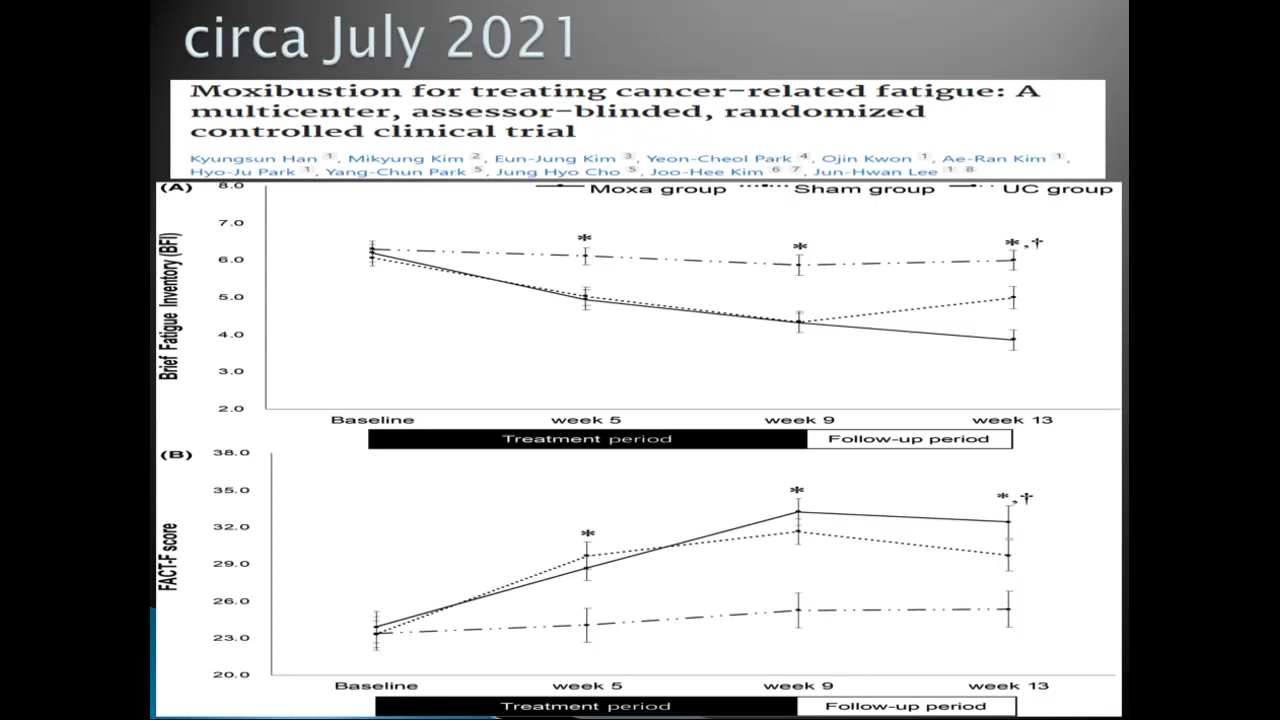 circa July 2021
Moxibustion for treating cancer-related fatigue: A
multicenter, assessor-blinded, randomized
controlled clinical trial
Kyungsun Han 1, Mikyung Kim 2, Eun-Jung Kim 3, Yeon-Cheol Park 4, Ojin Kwon 1, Ae-Ran Kim 1,
Hyo-Ju Park 1, Yang-Chun Park 5, Jung Hyo Cho 5, Joo-Hee Kim 6 7, Jun-Hwan Lee 1 8
(A)
Moxa group Sham group UC group
Brief Fatigue Inventory (BFI)
8.0
7.0
6.0
5.0
4.0
3.0
2.0
*
*
*,†
Baseline week 5 week 9 week 13
Treatment period Follow-up period
(B)
FACT-F score
38.0
35.0
32.0
29.0
26.0
23.0
20.0
*
*
*,†
Baseline week 5 week 9 week 13
Treatment period Follow-up period